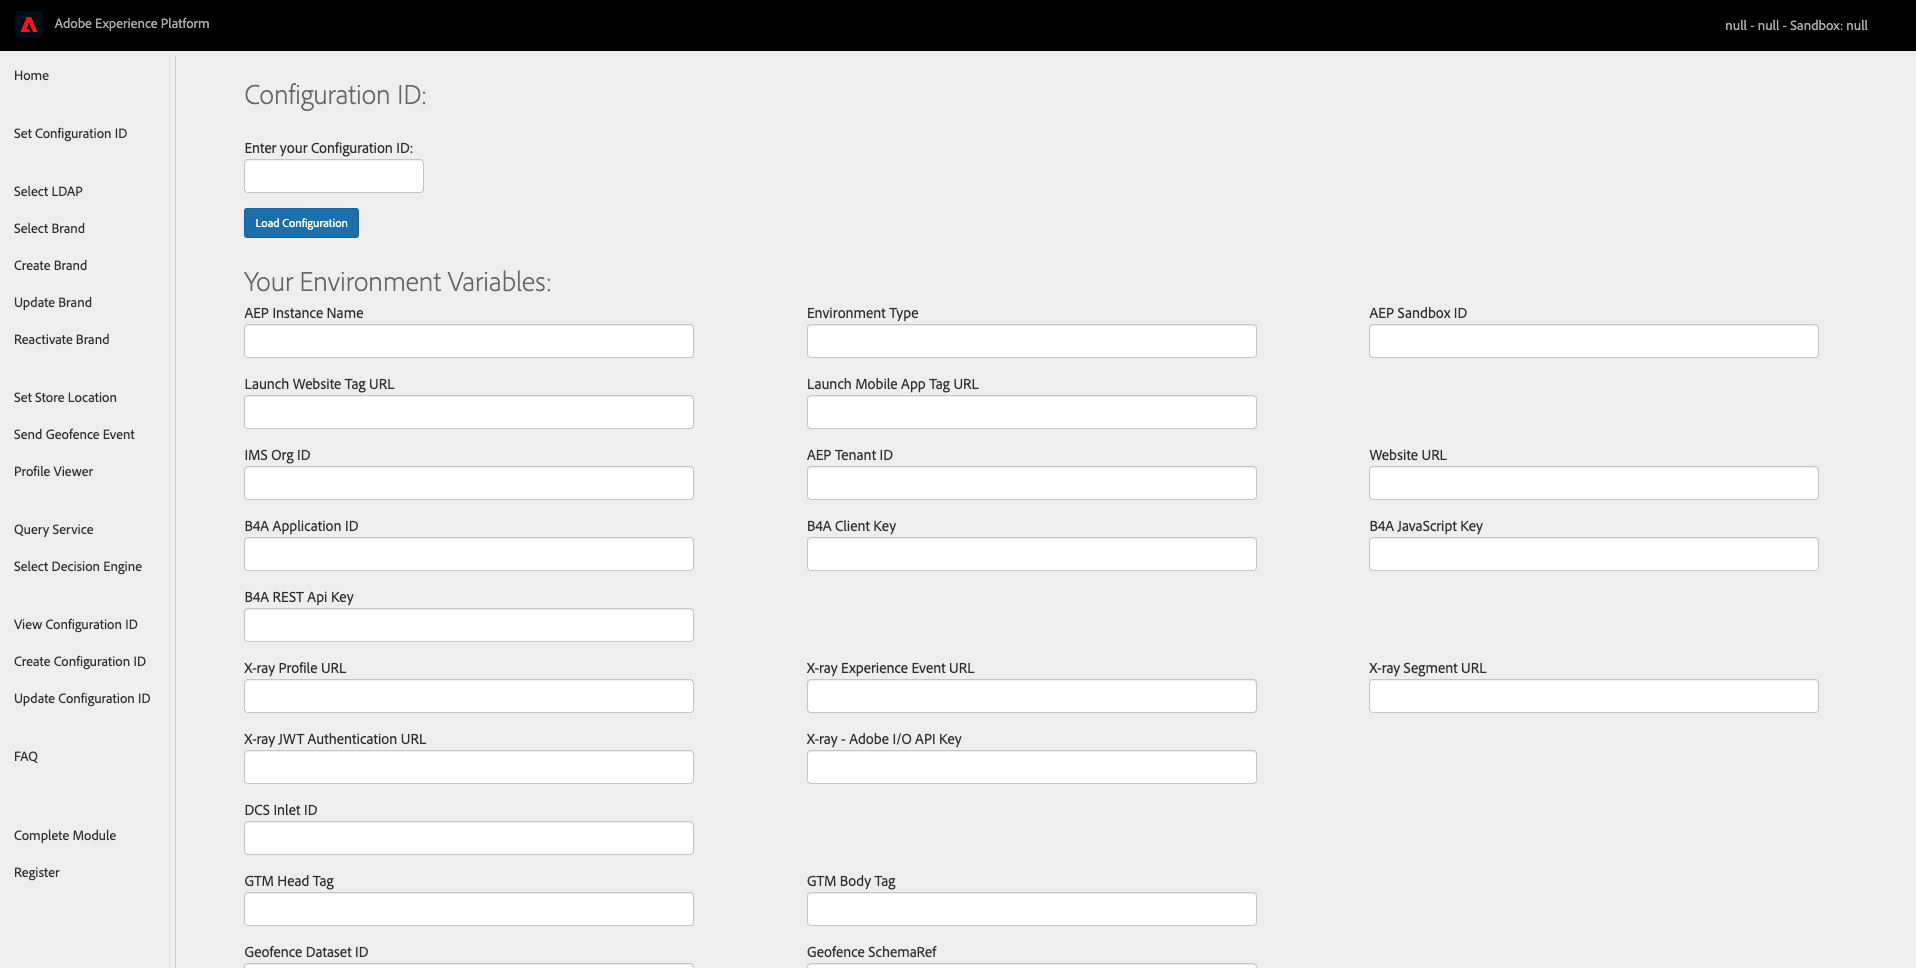 Adobe Experience Platform
null - null - Sandbox: null
Home
Set Configuration ID
Select LDAP
Select Brand
Create Brand
Update Brand
Reactivate Brand
Set Store Location
Send Geofence Event
Profile Viewer
Query Service
Select Decision Engine
View Configuration ID
Create Configuration ID
Update Configuration ID
FAQ
Complete Module
Register
Configuration ID:
Enter your Configuration ID:
Load Configuration
Your Environment Variables:
AEP Instance Name
Environment Type
AEP Sandbox ID
Launch Website Tag URL
Launch Mobile App Tag URL
IMS Org ID
AEP Tenant ID
Website URL
B4A Application ID
B4A Client Key
B4A JavaScript Key
B4A REST Api Key
X-ray Profile URL
X-ray Experience Event URL
X-ray Segment URL
X-ray JWT Authentication URL
X-ray - Adobe I/O API Key
DCS Inlet ID
GTM Head Tag
GTM Body Tag
Geofence Dataset ID
Geofence SchemaRef